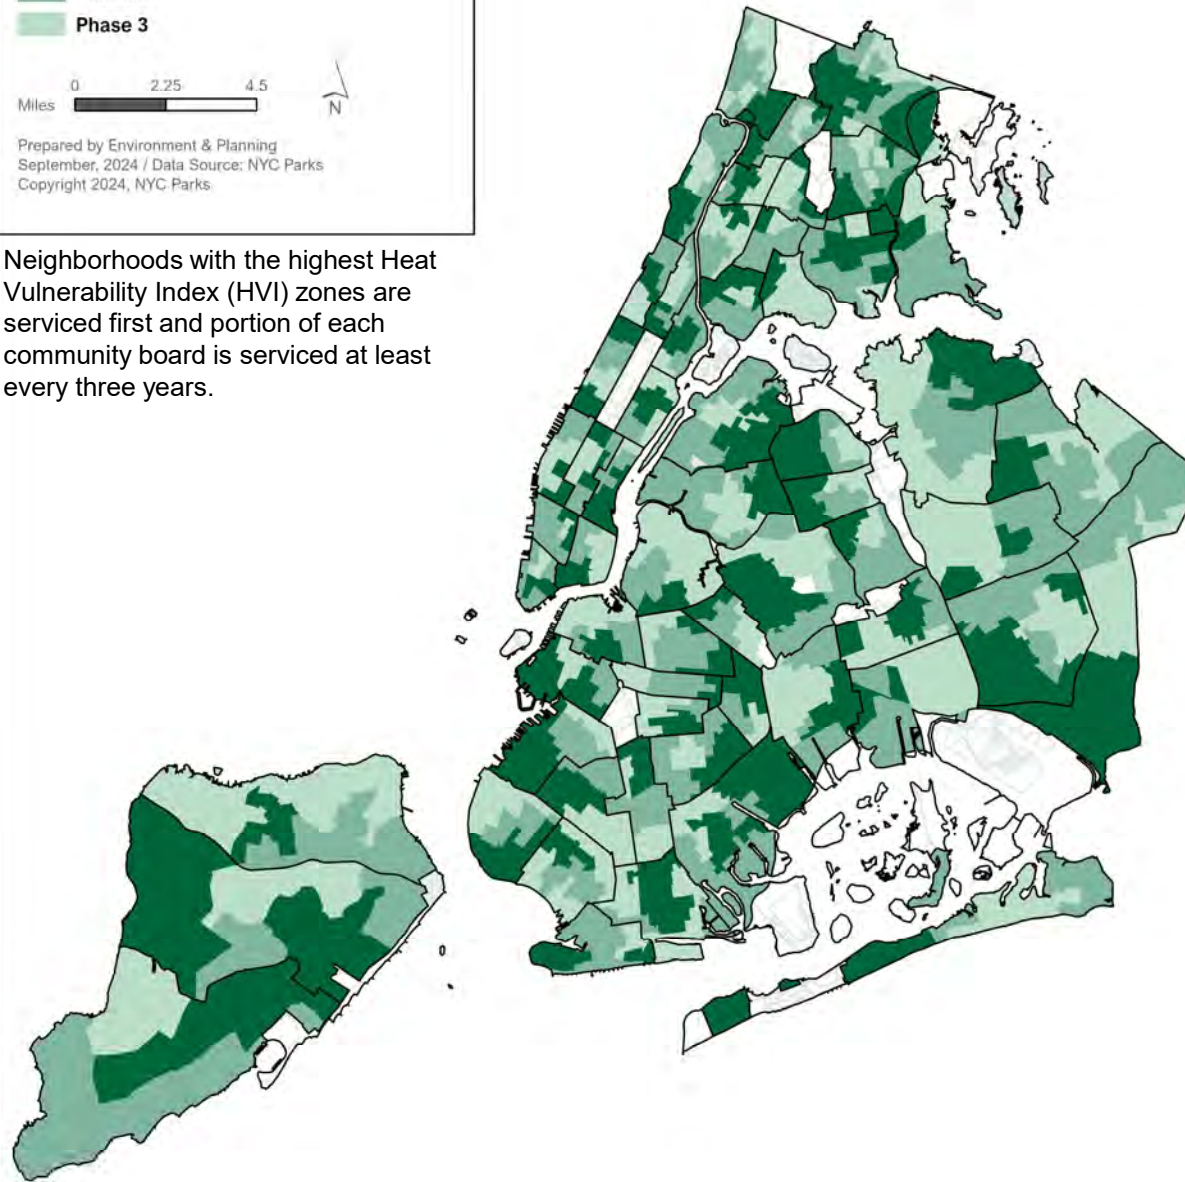 Phase 3
0 2.25 4.5
Miles
N
Prepared by Environment & Planning
September, 2024 / Data Source: NYC Parks
Copyright 2024, NYC Parks
Neighborhoods with the highest Heat
Vulnerability Index (HVI) zones are
serviced first and portion of each
community board is serviced at least
every three years.